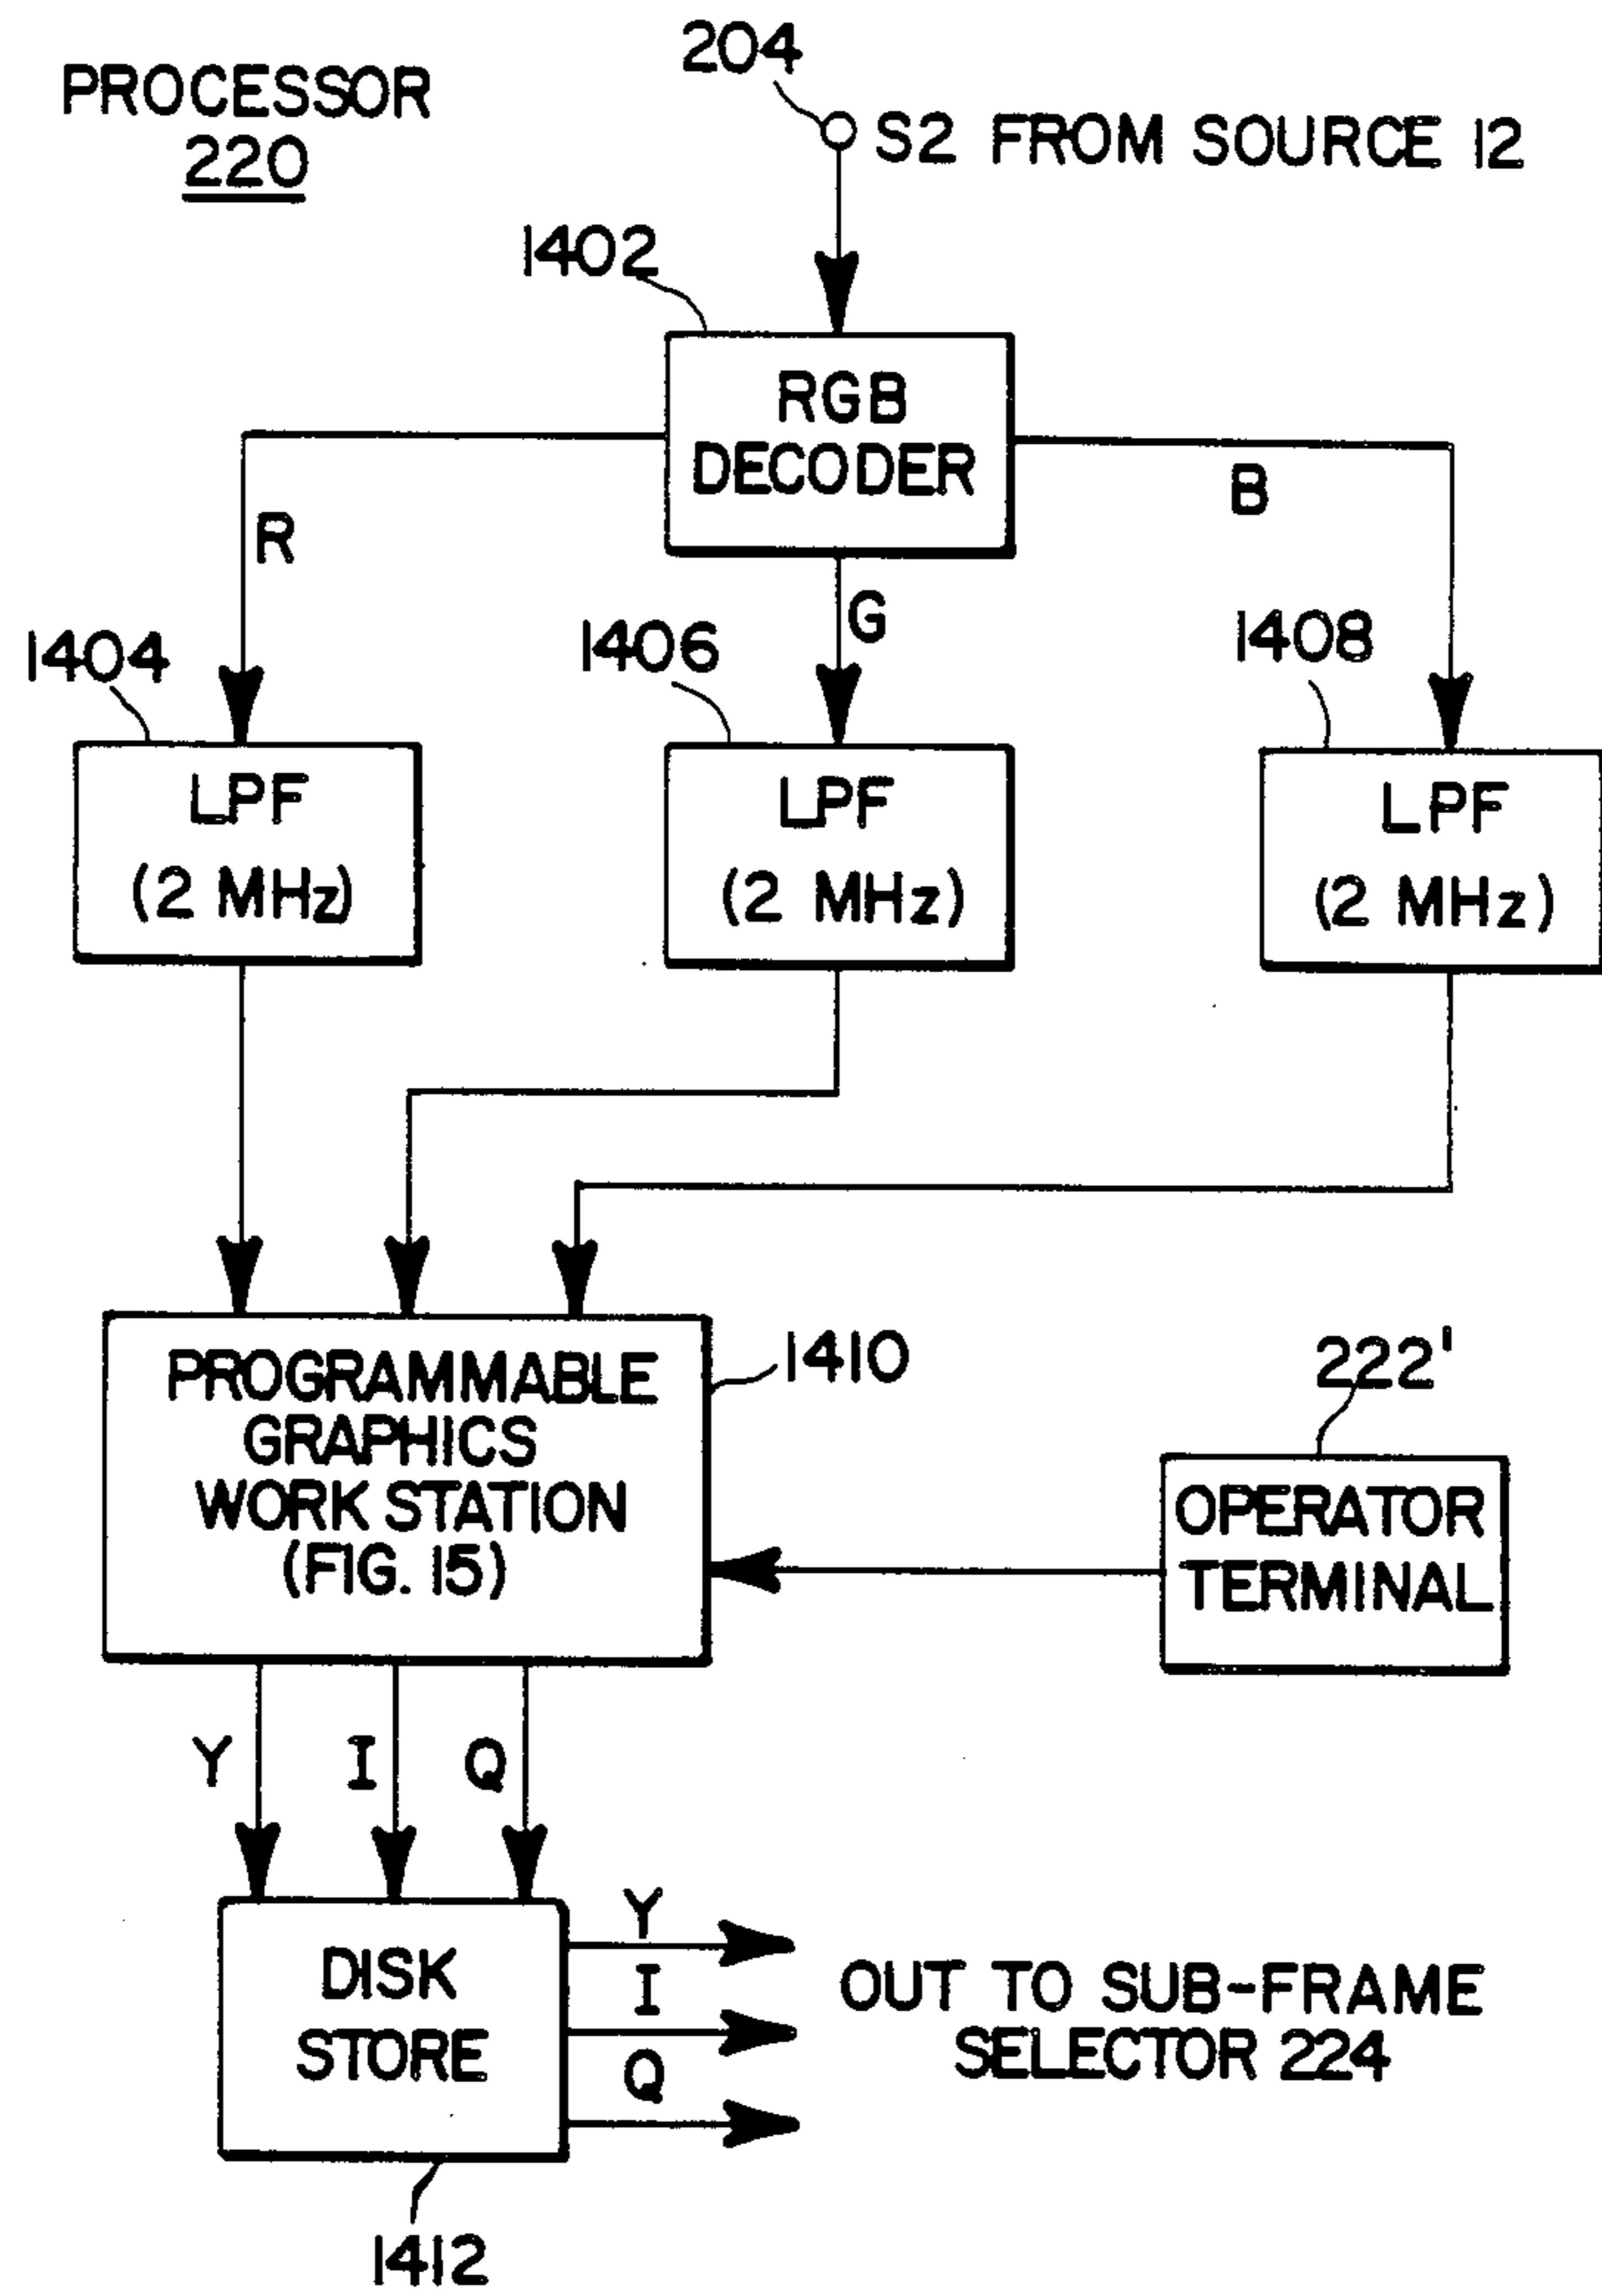 PROCESSOR
220
204
S2 FROM SOURCE 12
1402
RGB
DECODER
R
G
B
1404
1406
1408
LPF
(2 MHz)
LPF
(2 MHz)
LPF
(2 MHz)
PROGRAMMABLE
GRAPHICS
WORK STATION
(FIG. 15)
1410
222'
OPERATOR
TERMINAL
Y
I
Q
DISK
STORE
Y
I
Q
OUT TO SUB-FRAME
SELECTOR 224
1412